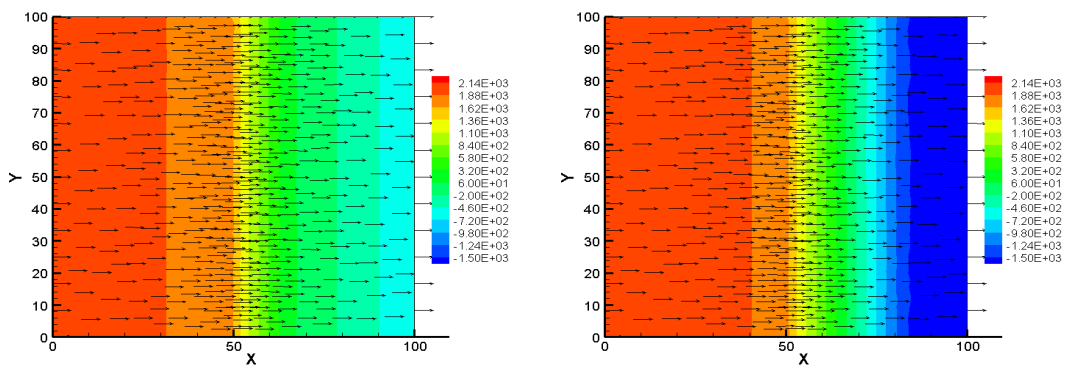 100
90
80
70
60
50
40
30
20
10
0
Y
0
50
100
X
2.14E+03
1.88E+03
1.62E+03
1.36E+03
1.10E+03
8.40E+02
5.80E+02
3.20E+02
6.00E+01
-2.00E+02
-4.60E+02
-7.20E+02
-9.80E+02
-1.24E+03
-1.50E+03
100
90
80
70
60
50
40
30
20
10
0
Y
0
50
100
X
2.14E+03
1.88E+03
1.62E+03
1.36E+03
1.10E+03
8.40E+02
5.80E+02
3.20E+02
6.00E+01
-2.00E+02
-4.60E+02
-7.20E+02
-9.80E+02
-1.24E+03
-1.50E+03